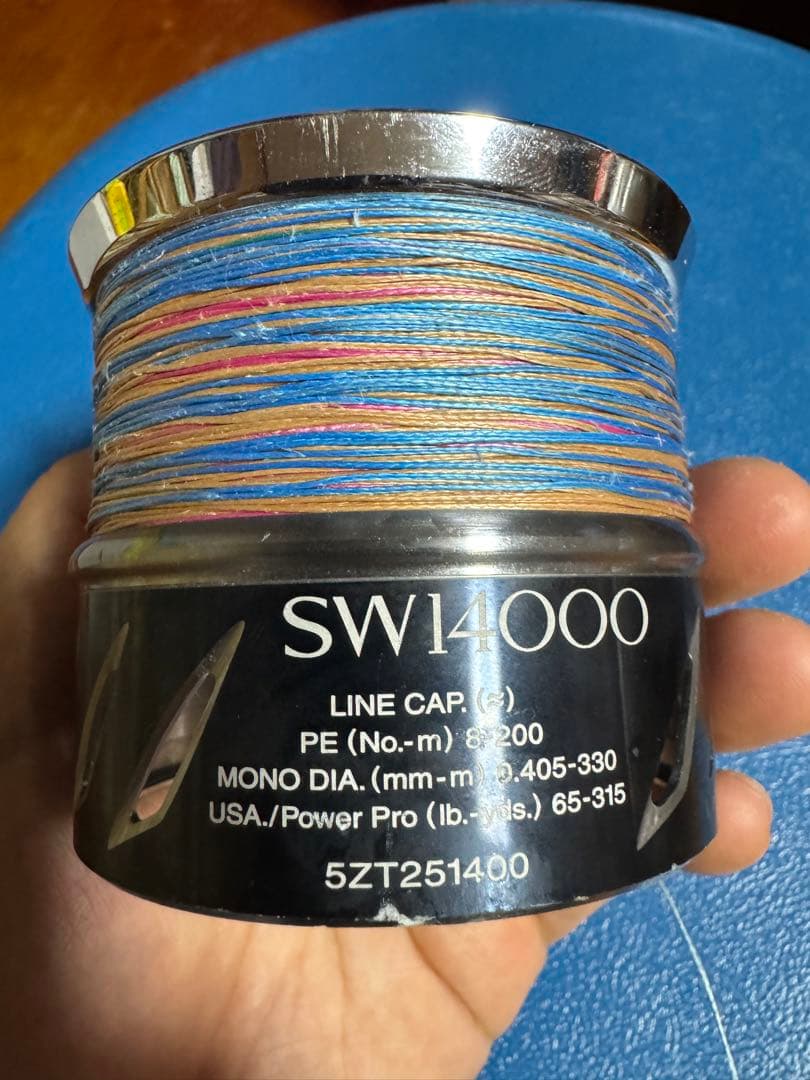 SW14000
LINE CAP. (≈)
PE (No.-m) 8-200
MONO DIA. (mm-m) 0.405-330
USA./Power Pro (lb.-yds.) 65-315
5ZT251400